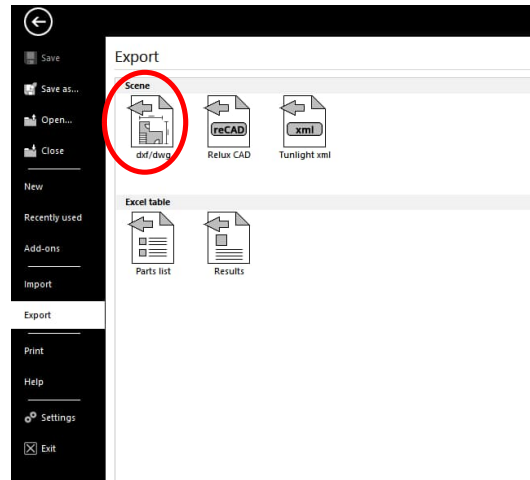 Save
Save as...
Open...
Close
New
Recently used
Add-ons
Import
Export
Print
Help
Settings
Exit
Export
Scene
dxf/dwg
reCAD
Relux CAD
xml
Tunlight xml
Excel table
Parts list
Results